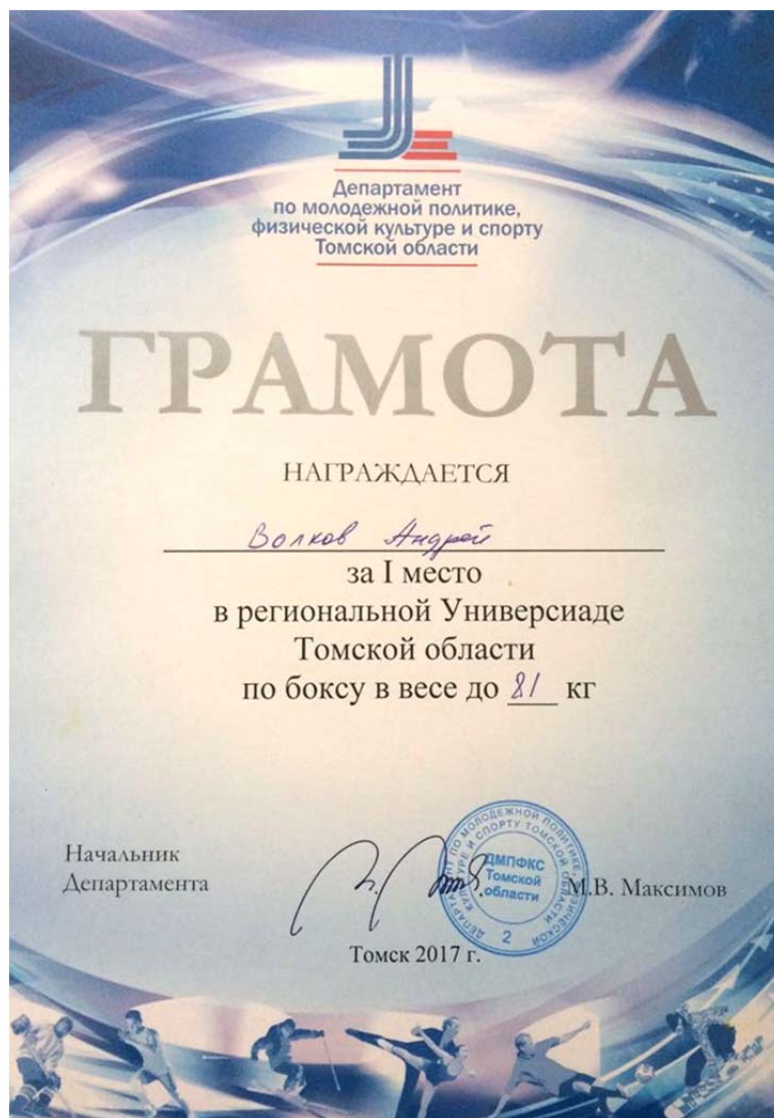 Департамент
по молодежной политике,
физической культуре и спорту
Томской области
ГРАМОТА
НАГРАЖДАЕТСЯ
Волков Андрей
за I место
в региональной Универсиаде
Томской области
по боксу в весе до 81 кг
Начальник
Департамента
М.В. Максимов
ДМПФКС
Томской
области
2
Томск 2017 г.